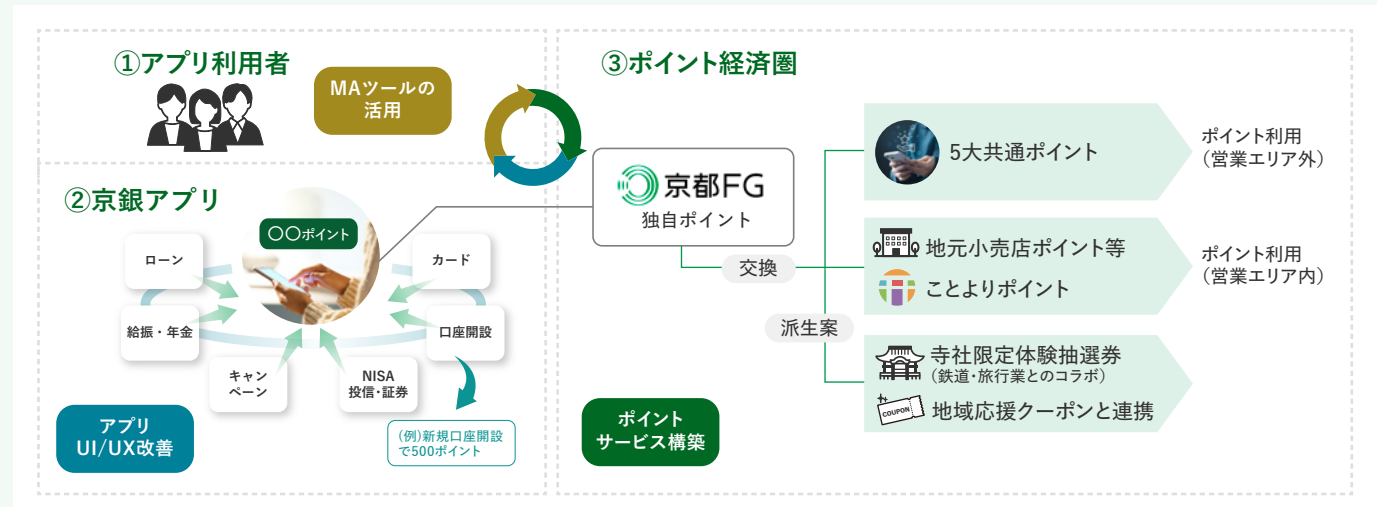 ①アプリ利用者
MAツールの
活用
②京銀アプリ
〇〇ポイント
ローン
カード
給振・年金
口座開設
キャン
ペーン
NISA
投信・証券
(例)新規口座開設
で500ポイント
アプリ
UI/UX改善
③ポイント経済圏
京都FG
独自ポイント
交換
派生案
5大共通ポイント
ポイント利用
(営業エリア外)
地元小売店ポイント等
ことよりポイント
ポイント利用
(営業エリア内)
寺社限定体験抽選券
(鉄道・旅行業とのコラボ)
COUPON
地域応援クーポンと連携
ポイント
サービス構築